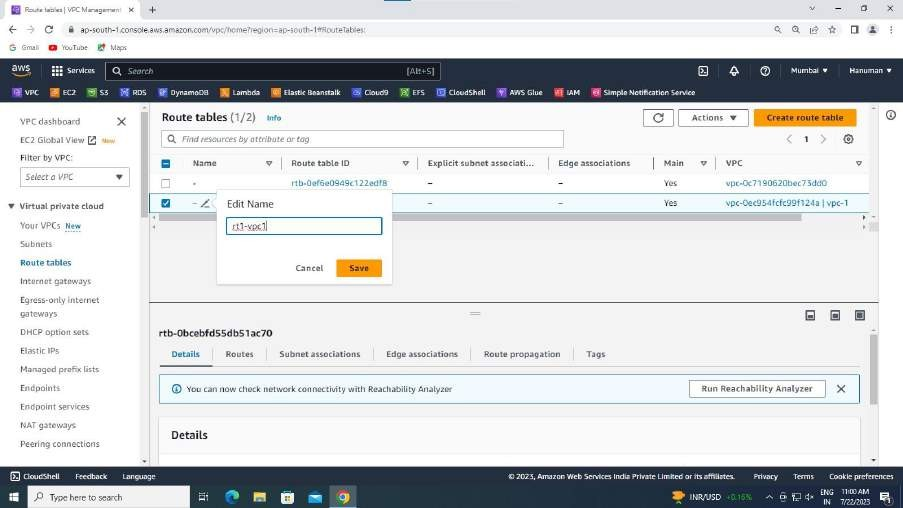 Route tables | VPC Management
ap-south-1.console.aws.amazon.com/vpc/home?region=ap-south-1#RouteTables:
Gmail YouTube Maps
aws Services Search [Alt+S] Mumbai Hanuman
VPC EC2 S3 RDS DynamoDB Lambda Elastic Beanstalk Cloud9 EFS CloudShell AWS Glue IAM Simple Notification Service
VPC dashboard
EC2 Global View New
Filter by VPC:
Select a VPC
Virtual private cloud
Your VPCs New
Subnets
Route tables
Internet gateways
Egress-only internet
gateways
DHCP option sets
Elastic IPs
Managed prefix lists
Endpoints
Endpoint services
NAT gateways
Peering connections
Route tables (1/2) Info
Actions Create route table
Find resources by attribute or tag
1
Name Route table ID Explicit subnet associati... Edge associations Main VPC
- rtb-0ef6e0949c122edf8 – – Yes vpc-0c7190620bec73dd0
– – – Yes vpc-0ec954fcfc99f124a | vpc-1
Edit Name
rt1-vpc1
Cancel Save
rtb-0bcebfd55db51ac70
Details Routes Subnet associations Edge associations Route propagation Tags
You can now check network connectivity with Reachability Analyzer
Run Reachability Analyzer
Details
CloudShell Feedback Language © 2023, Amazon Web Services India Private Limited or its affiliates. Privacy Terms Cookie preferences
Type here to search
INR/USD +0.16%
ENG
IN
11:00 AM
7/22/2023